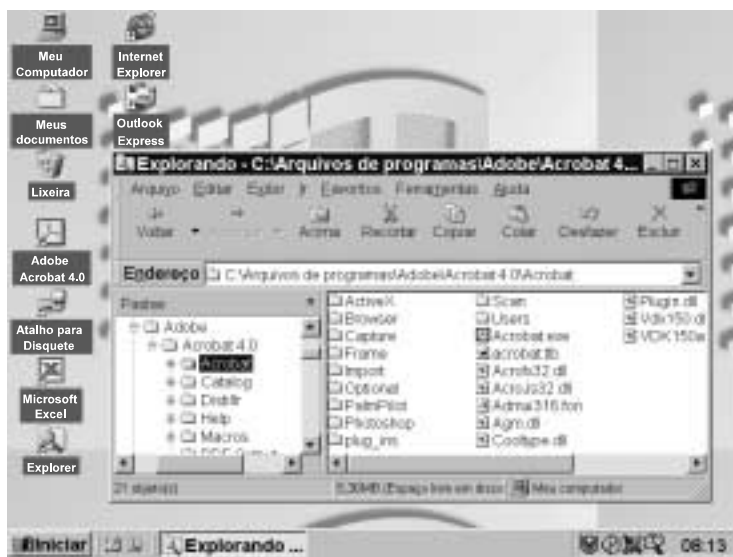 Meu
Computador
Internet
Explorer
Meus
documentos
Outlook
Express
Lixeira
Adobe
Acrobat 4.0
Atalho para
Disquete
Microsoft
Excel
Explorer
Explorando - C:\Arquivos de programas\Adobe\Acrobat 4...
Arquivo Editar Exibir Ir Favoritos Ferramentas Ajuda
Voltar Acima Recortar Copiar Colar Desfazer Excluir
Endereço C:\Arquivos de programas\Adobe\Acrobat 4.0\Acrobat
Pastas
Adobe
Acrobat 4.0
Acrobat
Catalog
Distillr
Help
Macros
ActiveX
Browser
Capture
Frame
Import
Optional
PalmPilot
Photoshop
plug_ins
Scan
Users
Acrobat.exe
acrobat.tlb
Acrofx32.dll
AcroJs32.dll
Adma316.fon
Agm.dll
Cooltype.dll
Plugin.dll
21 objeto(s)
5,30MB (Espaço livre em disco:
Meu computador
Iniciar
Explorando ...
08:13